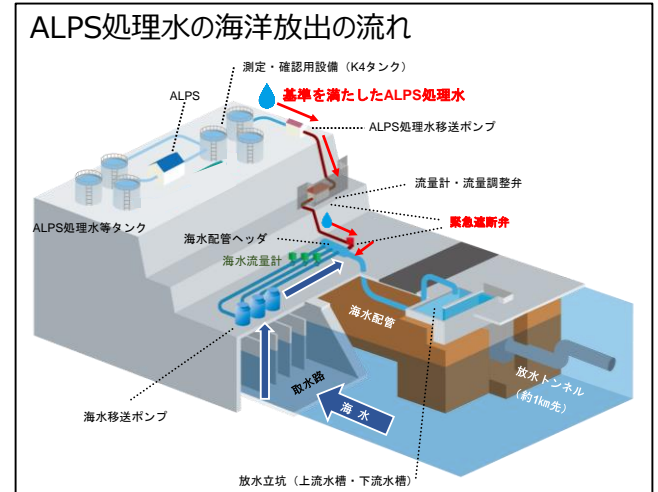 ALPS処理水の海洋放出の流れ
測定・確認用設備（K4タンク）
ALPS
基準を満たしたALPS処理水
ALPS処理水移送ポンプ
流量計・流量調整弁
ALPS処理水等タンク
緊急遮断弁
海水配管ヘッダ
海水流量計
海水配管
放水トンネル
（約1km先）
取水路
海水
海水移送ポンプ
放水立坑（上流水槽・下流水槽）